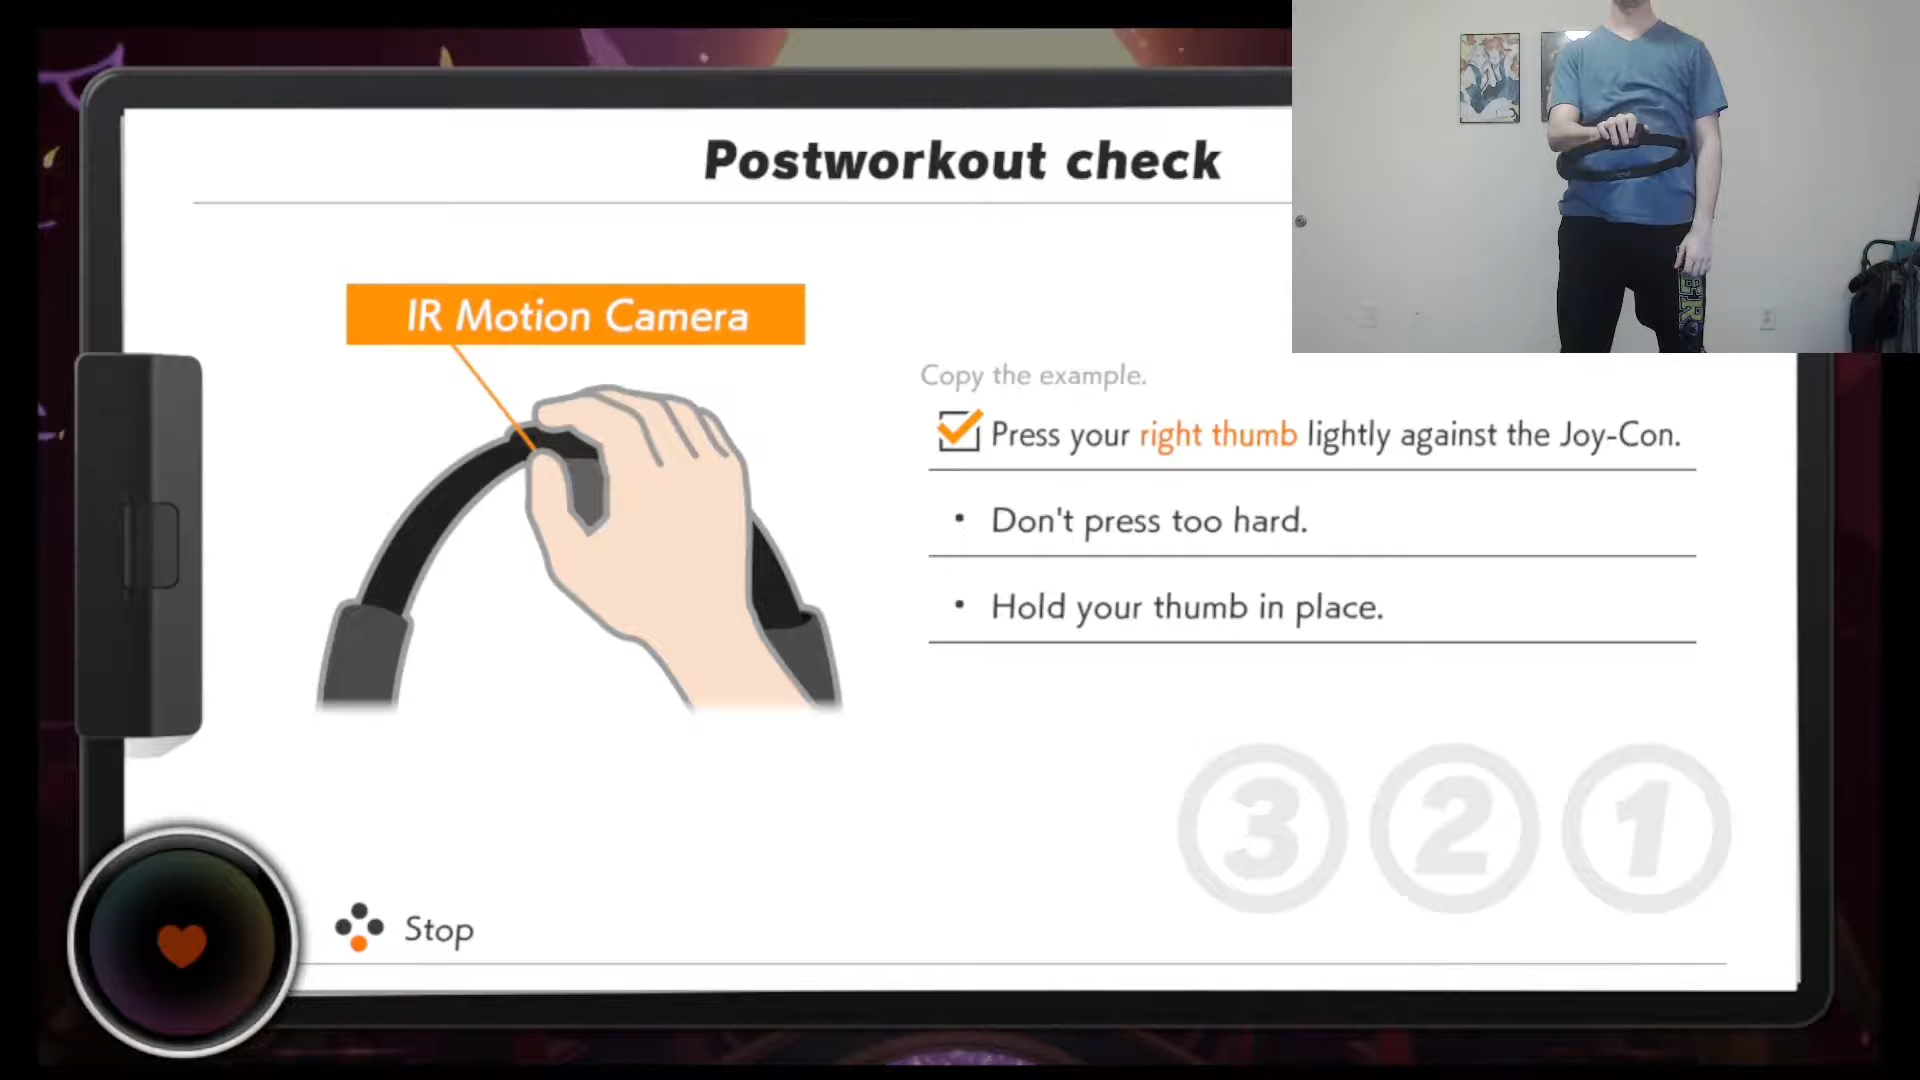 Postworkout check
IR Motion Camera
Copy the example.
Press your right thumb lightly against the Joy-Con.
• Don't press too hard.
• Hold your thumb in place.
3 2 1
Stop